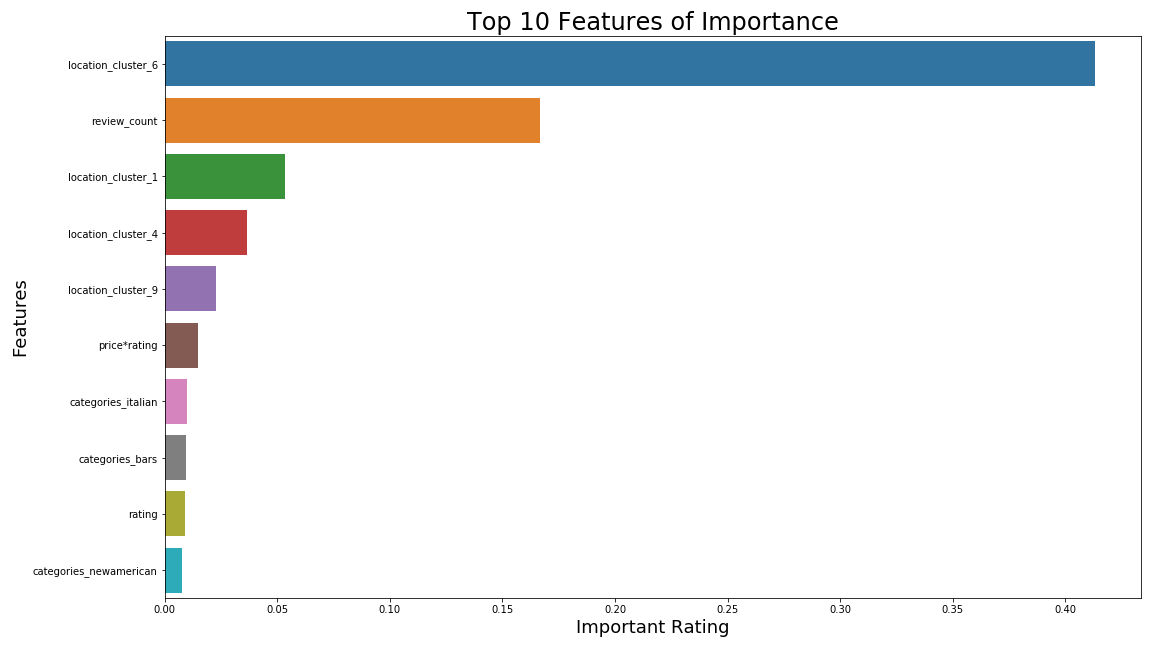 Top 10 Features of Importance
location_cluster_6
review_count
location_cluster_1
location_cluster_4
location_cluster_9
price*rating
categories_italian
categories_bars
rating
categories_newamerican
Features
0.00 0.05 0.10 0.15 0.20 0.25 0.30 0.35 0.40
Important Rating